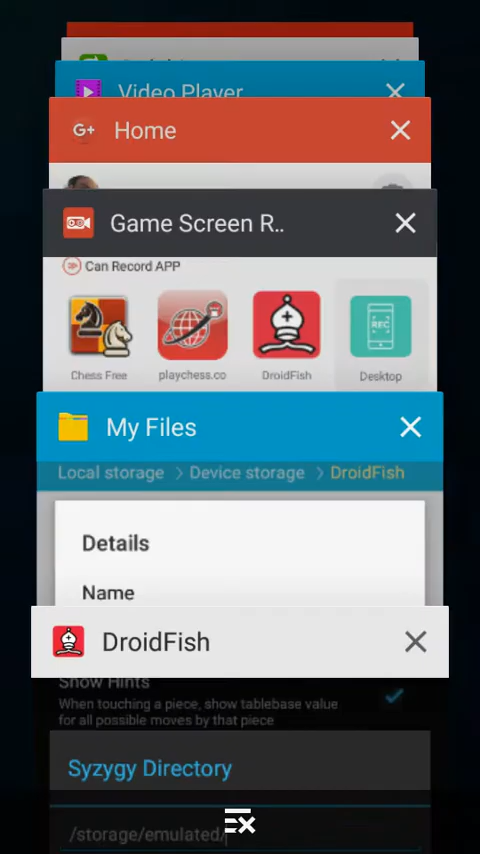 Video Player
G+ Home
Game Screen R..
Can Record APP
Chess Free playchess.co DroidFish REC Desktop
My Files
Local storage > Device storage > DroidFish
Details
Name
DroidFish
Show Hints
When touching a piece, show tablebase value
for all possible moves by that piece
Syzygy Directory
/storage/emulated/